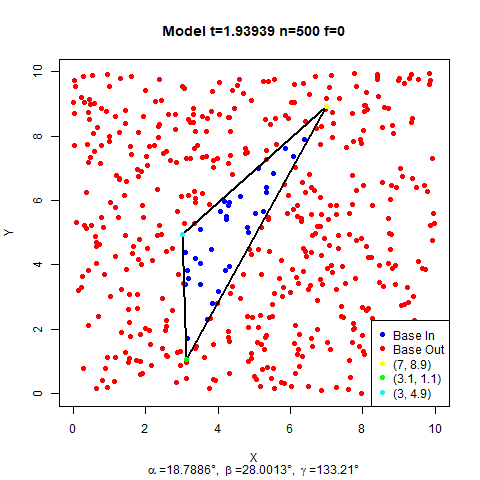 Model t=1.93939 n=500 f=0
Y
10
8
6
4
2
0
Base In
Base Out
(7, 8.9)
(3.1, 1.1)
(3, 4.9)
0 2 4 6 8 10
X
α =18.7886°, β =28.0013°, γ =133.21°